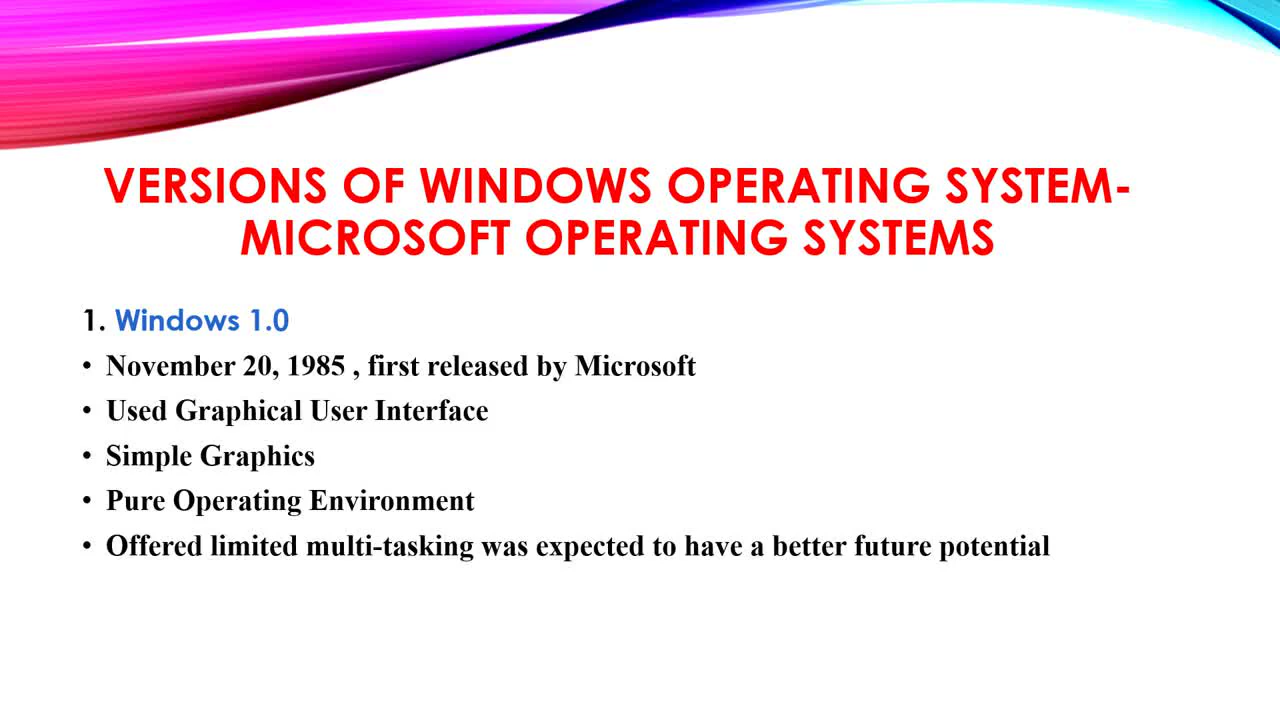 VERSIONS OF WINDOWS OPERATING SYSTEM-
MICROSOFT OPERATING SYSTEMS
1. Windows 1.0
• November 20, 1985 , first released by Microsoft
• Used Graphical User Interface
• Simple Graphics
• Pure Operating Environment
• Offered limited multi-tasking was expected to have a better future potential